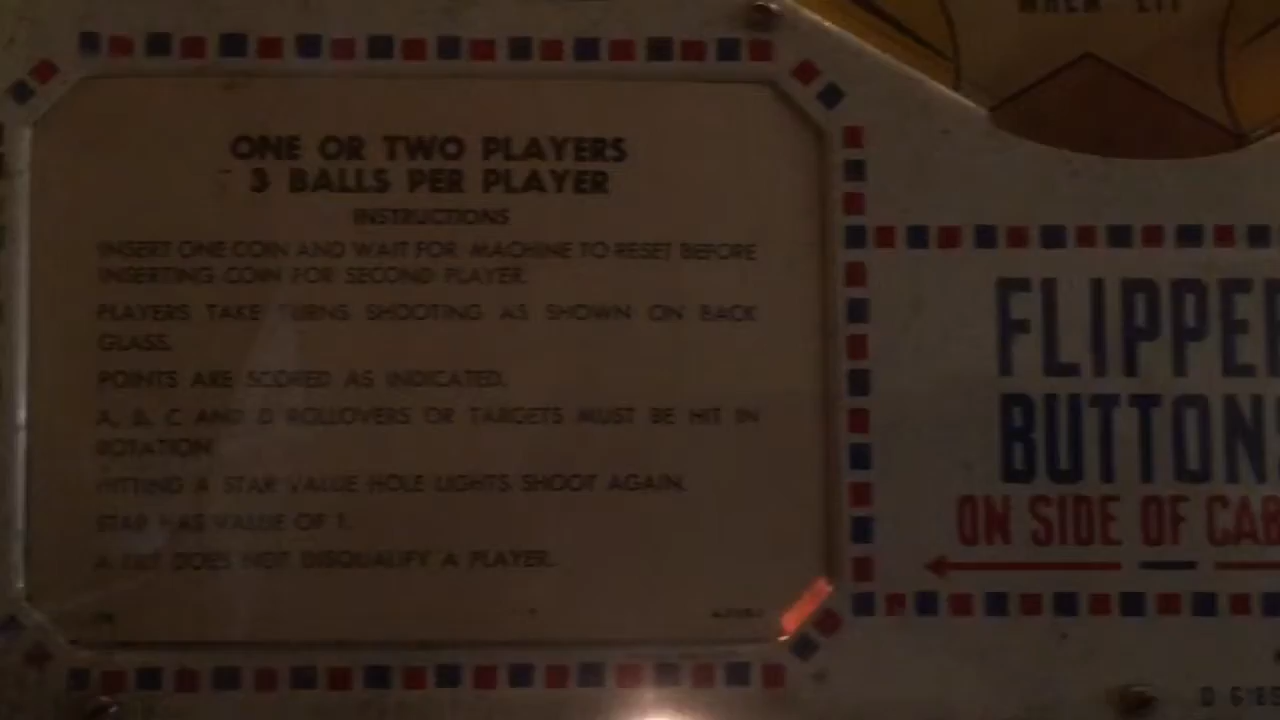 WHEN LIT
ONE OR TWO PLAYERS
3 BALLS PER PLAYER
INSTRUCTIONS
INSERT ONE COIN AND WAIT FOR MACHINE TO RESET BEFORE
INSERTING COIN FOR SECOND PLAYER.
PLAYERS TAKE TURNS SHOOTING AS SHOWN ON BACK
GLASS.
POINTS ARE SCORED AS INDICATED.
A, B, C AND D ROLLOVERS OR TARGETS MUST BE HIT IN
ROTATION
HITTING A STAR VALUE HOLE LIGHTS SHOOT AGAIN.
STAR HAS VALUE OF 1.
A TILT DOES NOT DISQUALIFY A PLAYER.
FLIPPE
BUTTON
ON SIDE OF CAB